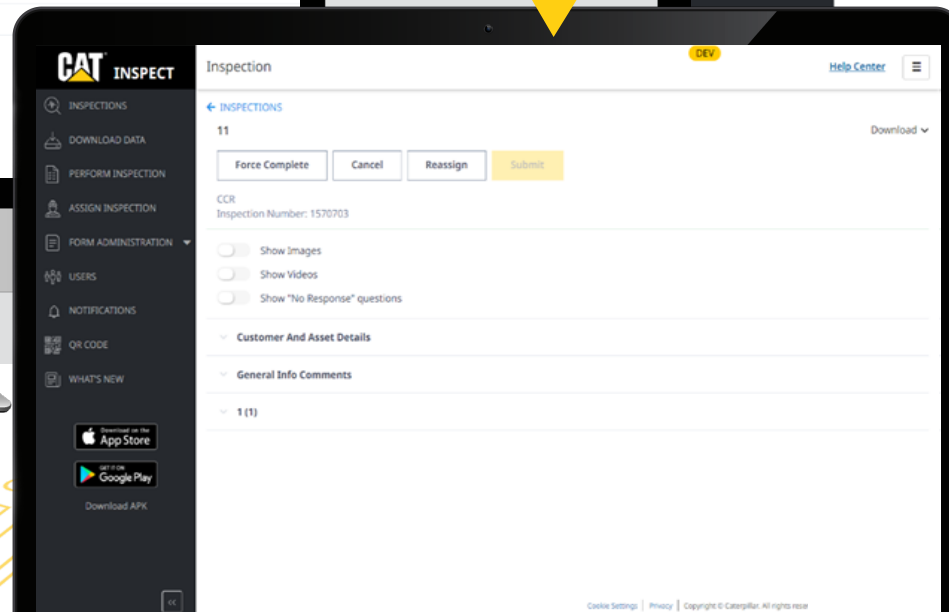 CAT INSPECT
INSPECTIONS
DOWNLOAD DATA
PERFORM INSPECTION
ASSIGN INSPECTION
FORM ADMINISTRATION
USERS
NOTIFICATIONS
QR CODE
WHAT'S NEW
Download on the
App Store
GET IT ON
Google Play
Download APK
Inspection
DEV
Help Center
INSPECTIONS
11
Download
Force Complete Cancel Reassign Submit
CCR
Inspection Number: 1570703
Show Images
Show Videos
Show "No Response" questions
Customer And Asset Details
General Info Comments
1 (1)
Cookie Settings | Privacy | Copyright © Caterpillar. All rights reser